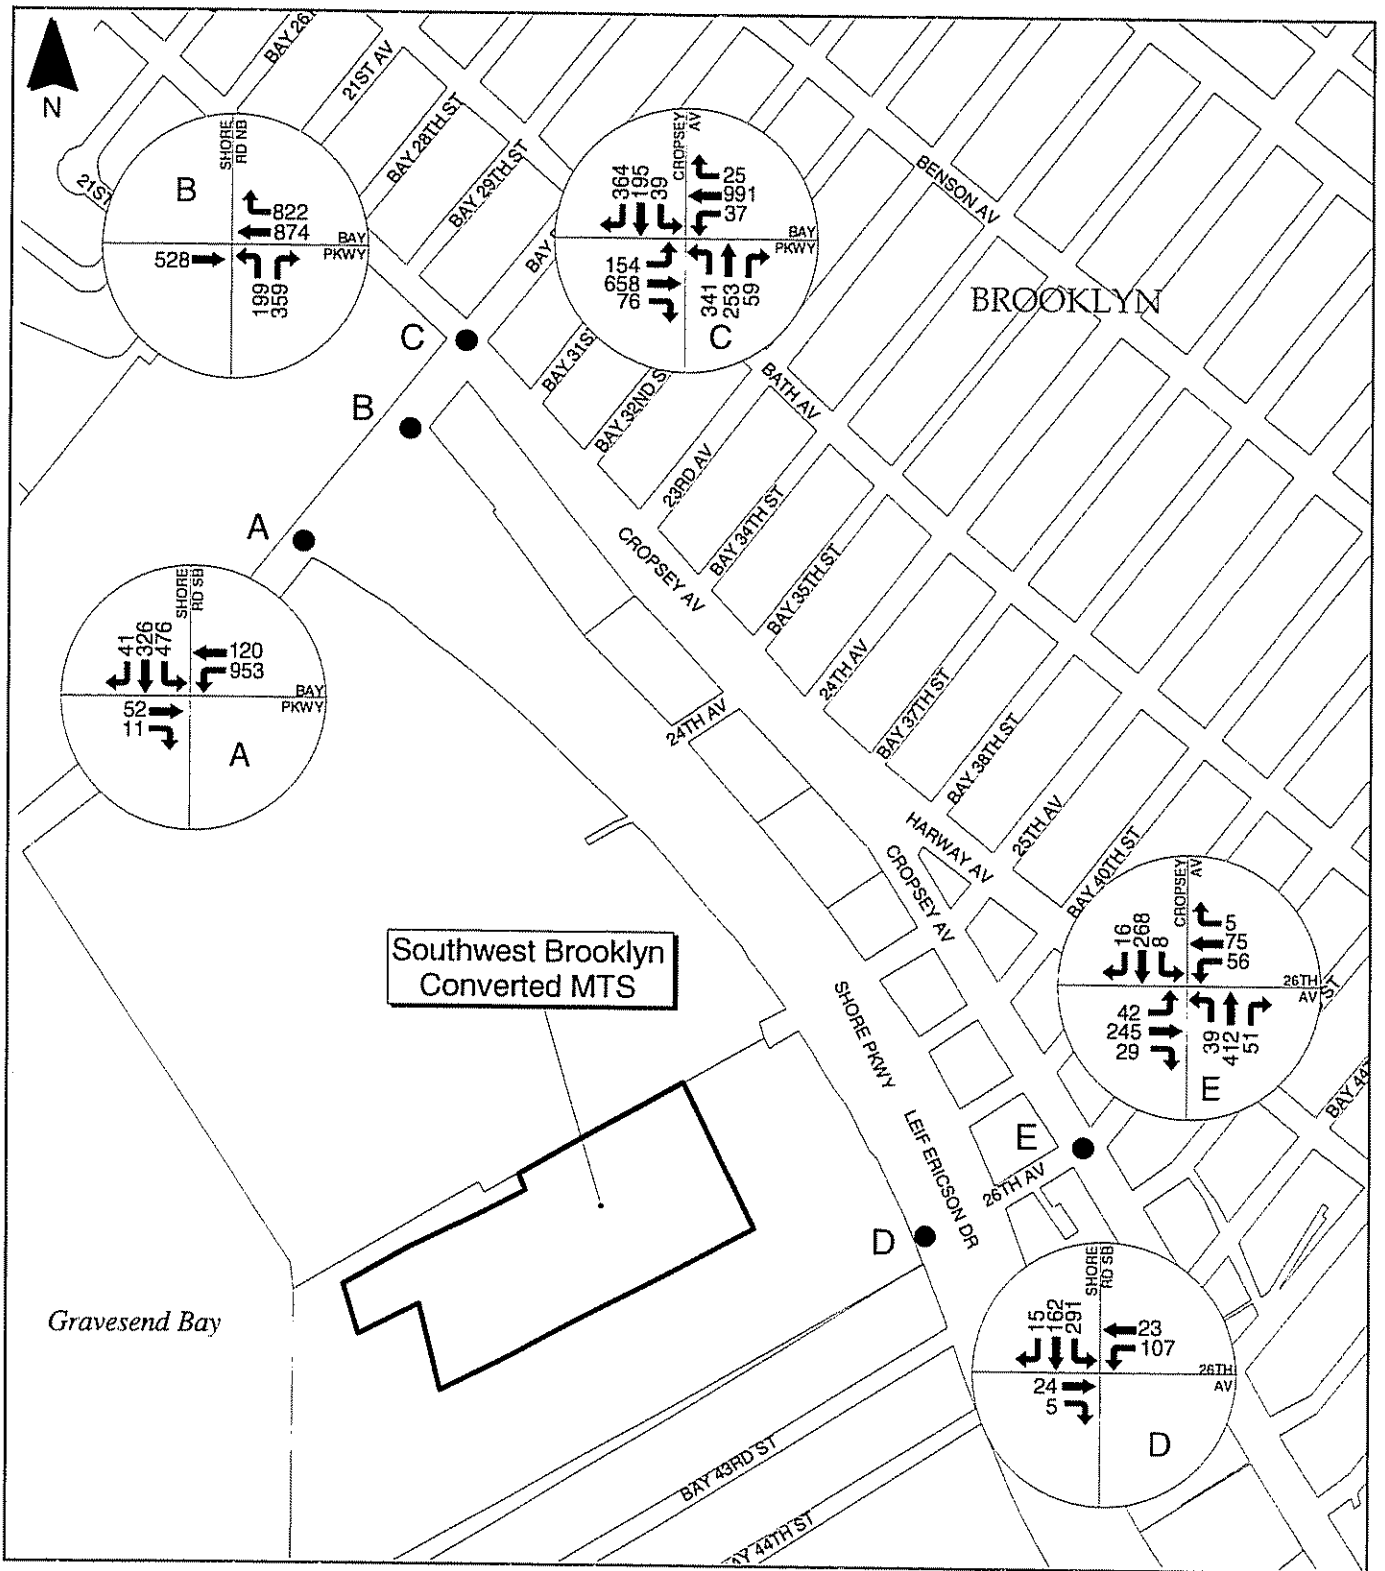 N
BAY 26
21ST AV
BAY 28TH ST
BAY 29TH ST
BAY
21ST
BENSON AV
BROOKLYN
B
SHORE
RD NB
822
874
BAY
PKWY
528
199
359
CROPSEY
AV
364
195
39
25
991
37
BAY
PKWY
154
658
76
341
253
59
C
C
B
A
BAY 31S
BAY 32ND S
BATH AV
23RD AV
BAY 34TH ST
BAY 35TH ST
CROPSEY AV
24TH AV
BAY 37TH ST
BAY 38TH ST
24TH AV
HARWAY AV
25TH AV
BAY 40TH ST
CROPSEY AV
SHORE
RD SB
41
326
476
120
953
BAY
PKWY
52
11
A
Southwest Brooklyn
Converted MTS
CROPSEY
AV
16
268
8
5
75
56
26TH
AV
ST
42
245
29
39
412
51
E
BAY 44T
SHORE PKWY
LEIF ERICSON DR
E
26TH AV
D
SHORE
RD SB
15
162
291
23
107
26TH
AV
24
5
D
Gravesend Bay
BAY 43RD ST
AY 44TH ST